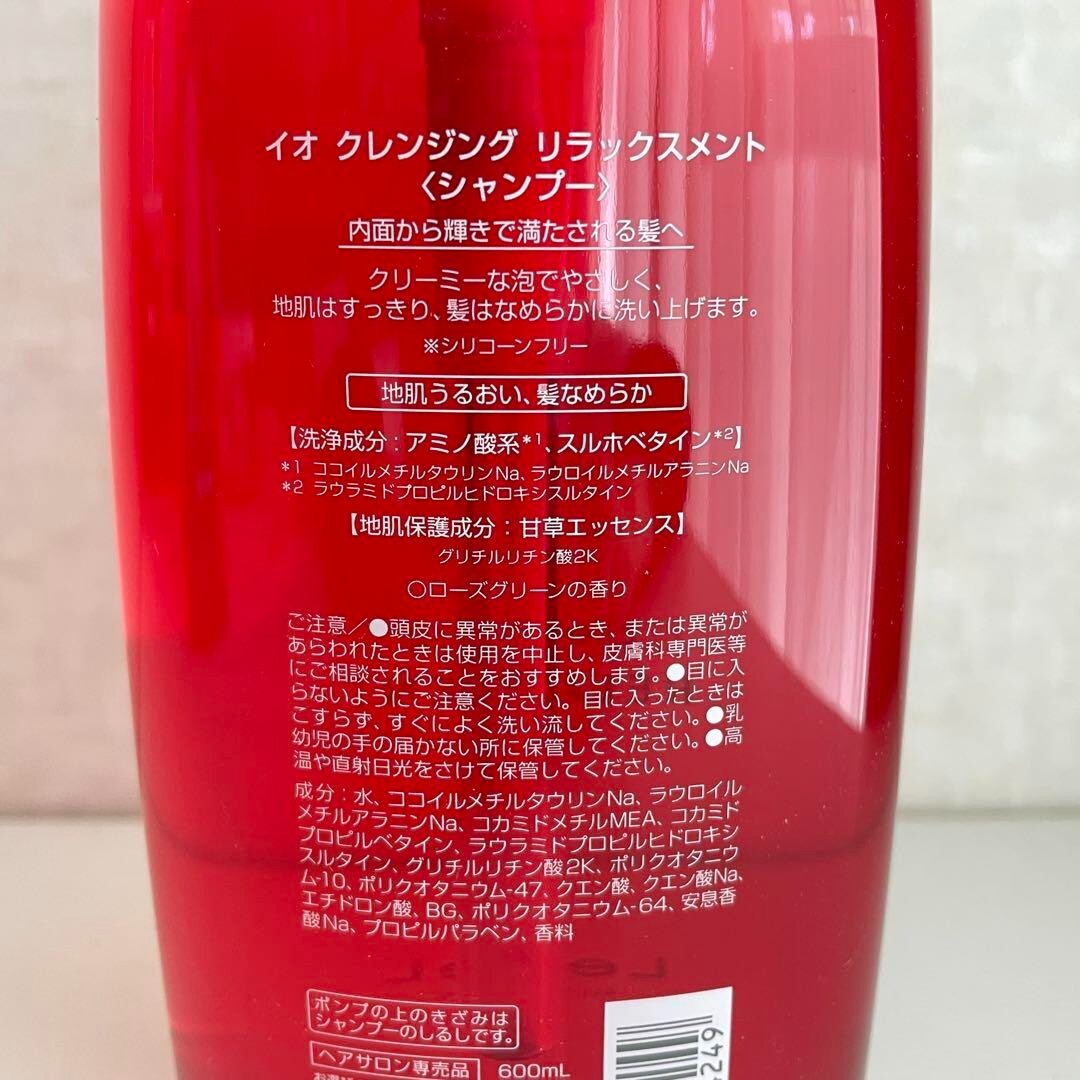 イオ クレンジング リラックスメント
〈シャンプー〉
内面から輝きで満たされる髪へ
クリーミーな泡でやさしく、
地肌はすっきり、髪はなめらかに洗い上げます。
※シリコーンフリー
地肌うるおい、髪なめらか
【洗浄成分：アミノ酸系*1、スルホベタイン*2】
*1 ココイルメチルタウリンNa、ラウロイルメチルアラニンNa
*2 ラウラミドプロピルヒドロキシスルタイン
【地肌保護成分：甘草エッセンス】
グリチルリチン酸2K
○ローズグリーンの香り
ご注意／●頭皮に異常があるとき、または異常が
あらわれたときは使用を中止し、皮膚科専門医等
にご相談されることをおすすめします。●目に入
らないようにご注意ください。目に入ったときは
こすらず、すぐによく洗い流してください。●乳
幼児の手の届かない所に保管してください。●高
温や直射日光をさけて保管してください。
成分：水、ココイルメチルタウリンNa、ラウロイル
メチルアラニンNa、コカミドメチルMEA、コカミド
プロピルベタイン、ラウラミドプロピルヒドロキシ
スルタイン、グリチルリチン酸2K、ポリクオタニウ
ム-10、ポリクオタニウム-47、クエン酸、クエン酸Na、
エチドロン酸、BG、ポリクオタニウム-64、安息香
酸Na、プロピルパラベン、香料
ポンプの上のきざみは
シャンプーのしるしです。
ヘアサロン専売品 600mL